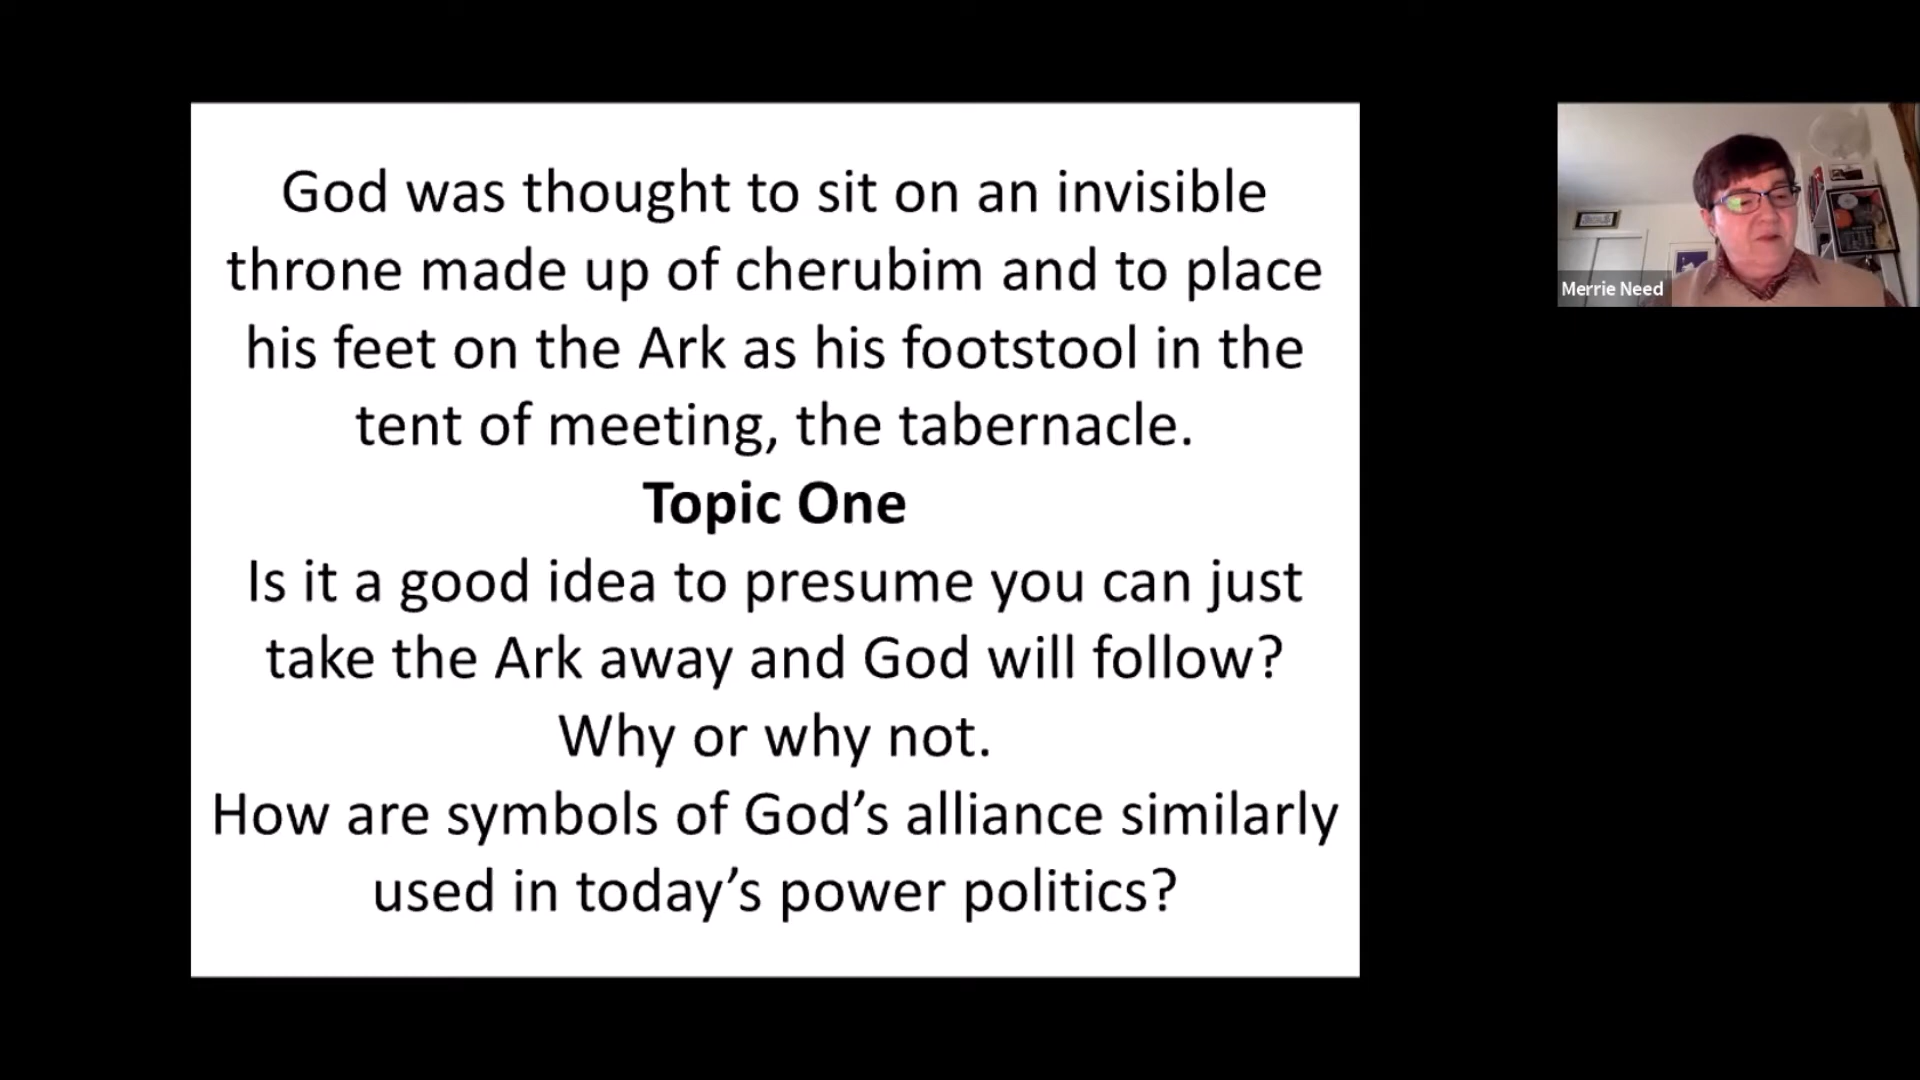 God was thought to sit on an invisible
throne made up of cherubim and to place
his feet on the Ark as his footstool in the
tent of meeting, the tabernacle.
Topic One
Is it a good idea to presume you can just
take the Ark away and God will follow?
Why or why not.
How are symbols of God’s alliance similarly
used in today’s power politics?
Merrie Need